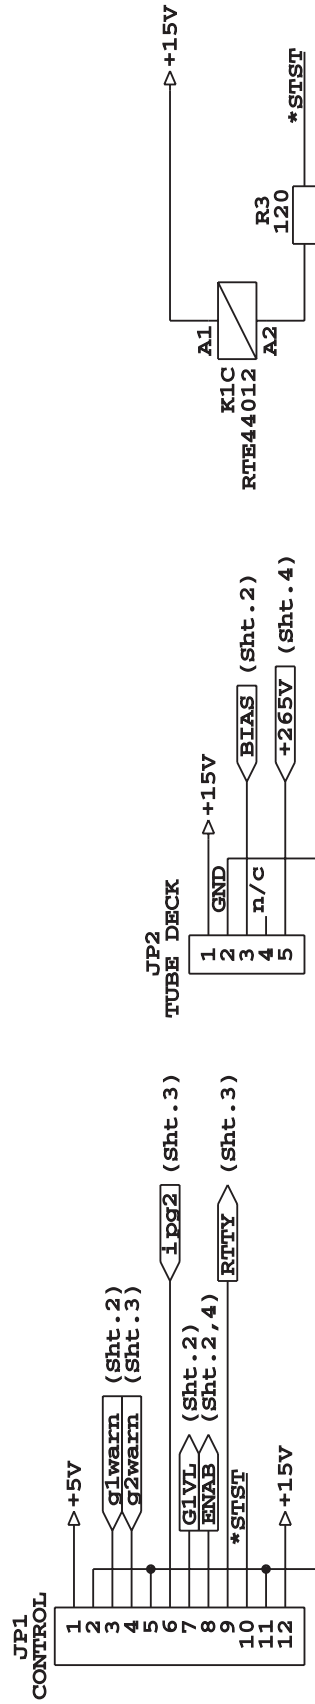 JP1
CONTROL
1
+5V
2
3
g1warn
(Sht.2)
4
g2warn
(Sht.3)
5
6
ipg2
(Sht.3)
7
G1VL
(Sht.2)
8
ENAB
(Sht.2,4)
9
RTTY
(Sht.3)
10
*STST
11
12
+15V
JP2
TUBE DECK
1
+15V
2
GND
3
BIAS
(Sht.2)
4
n/c
5
+265V
(Sht.4)
K1C
RTE44012
A1
A2
+15V
R3
120
*STST